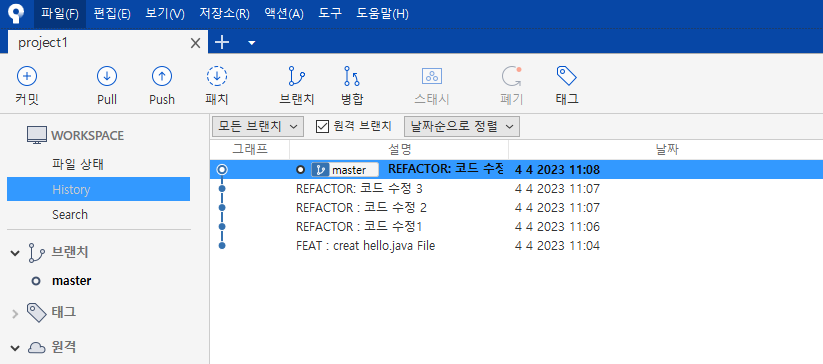 파일(F) 편집(E) 보기(V) 저장소(R) 액션(A) 도구 도움말(H)
project1
커밋 Pull Push 패치 브랜치 병합 스태시 폐기 태그
WORKSPACE
파일 상태
History
Search
브랜치
master
태그
원격
모든 브랜치 원격 브랜치 날짜순으로 정렬
그래프 설명 날짜
master REFACTOR: 코드 수정 4 4 2023 11:08
REFACTOR: 코드 수정 3 4 4 2023 11:07
REFACTOR : 코드 수정 2 4 4 2023 11:07
REFACTOR : 코드 수정1 4 4 2023 11:06
FEAT : creat hello.java File 4 4 2023 11:04